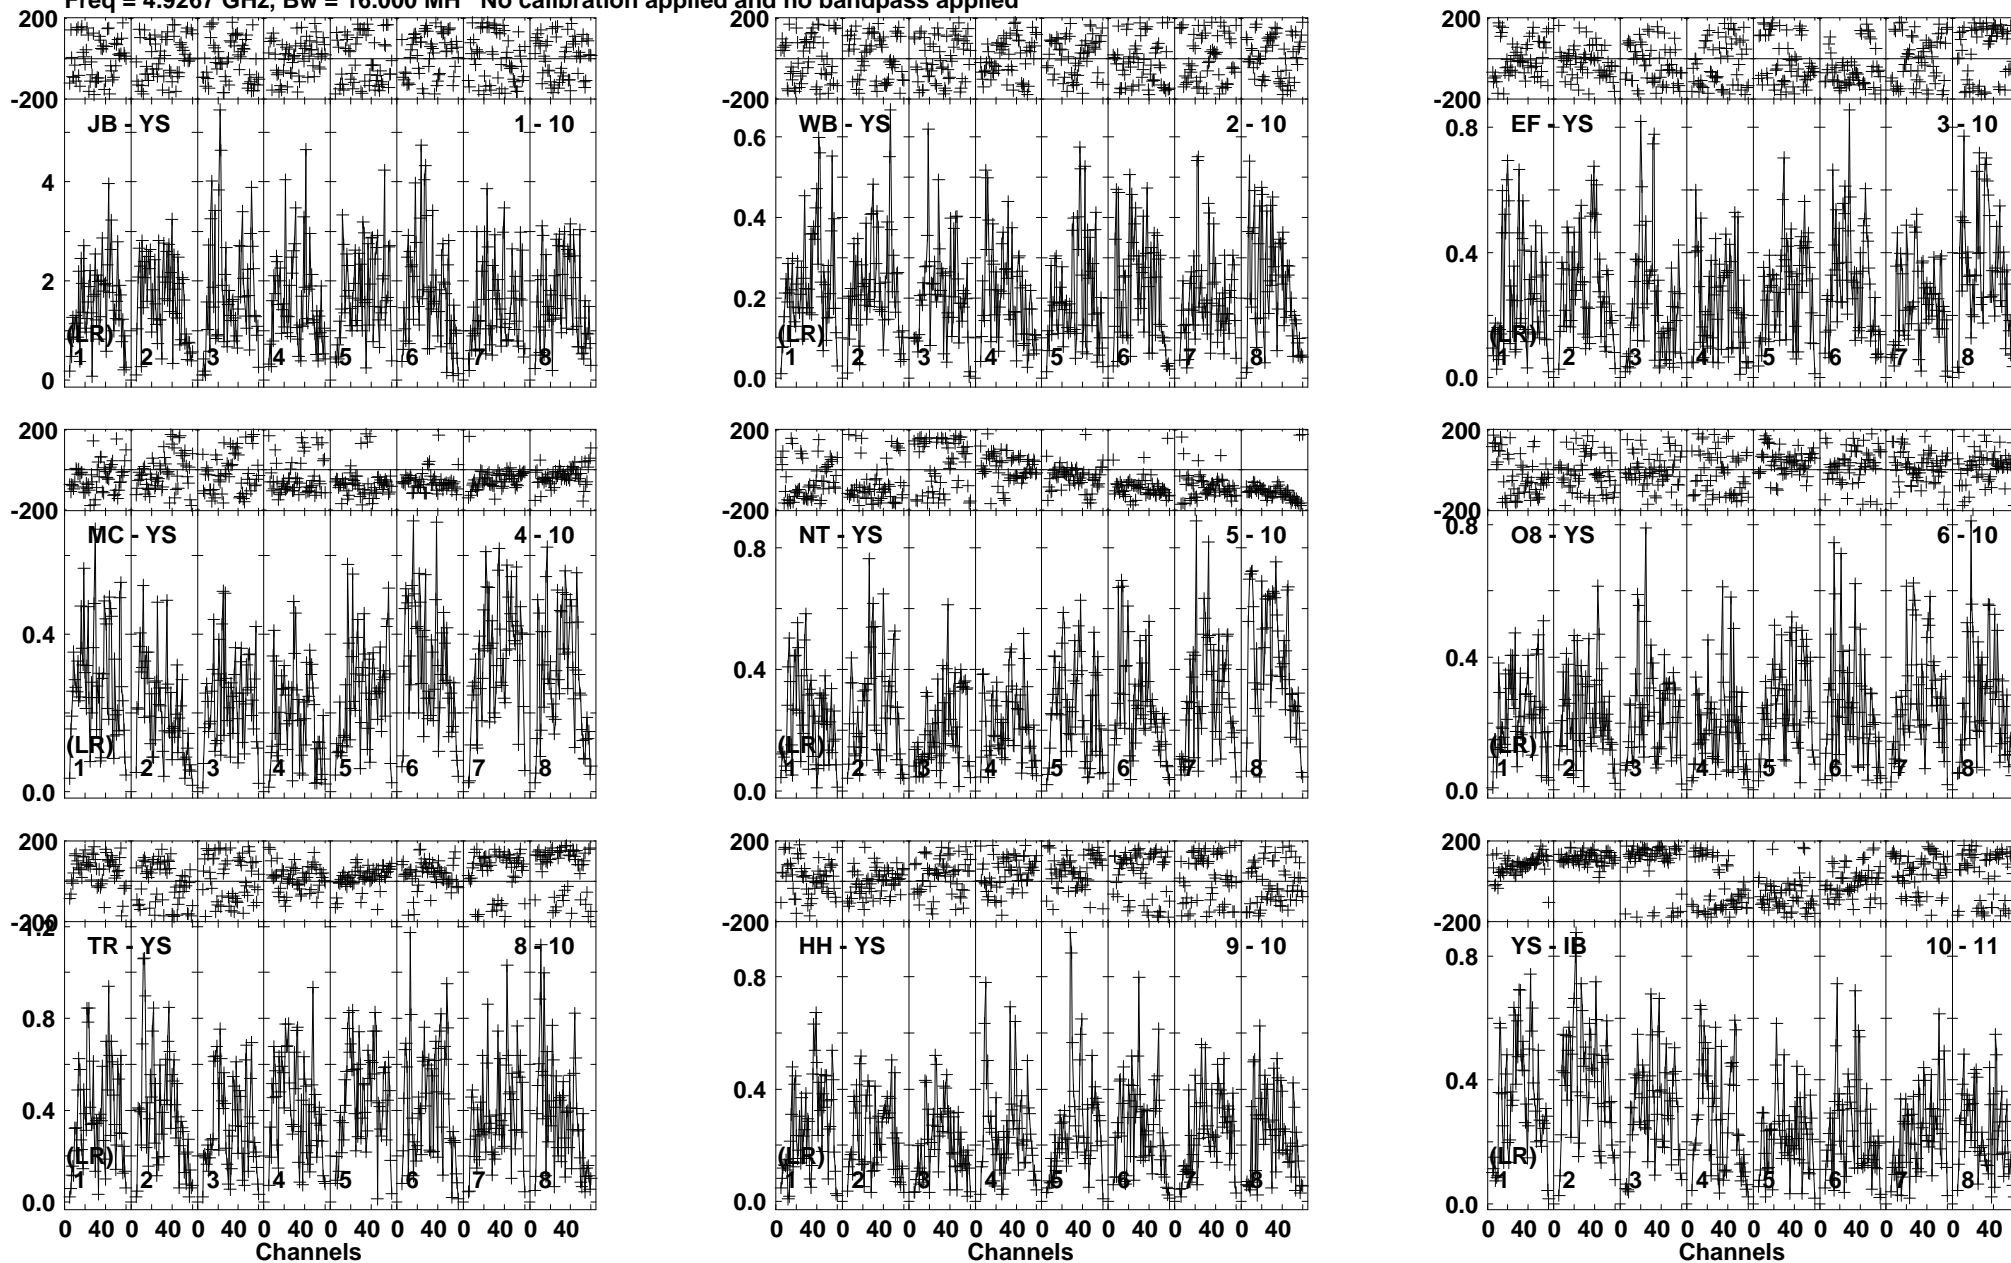 Freq = 4.9267 GHz, Bw = 16.000 MH No calibration applied and no bandpass applied
200
-200
JB - YS 1 - 10
4
2
0
(LR)
1 2 3 4 5 6 7 8
200
-200
WB - YS 2 - 10
0.6
0.4
0.2
0.0
(LR)
1 2 3 4 5 6 7 8
200
-200
EF - YS 3 - 10
0.8
0.4
0.0
(LR)
1 2 3 4 5 6 7 8
200
-200
MC - YS 4 - 10
0.4
0.0
(LR)
1 2 3 4 5 6 7 8
200
-200
NT - YS 5 - 10
0.8
0.4
0.0
(LR)
1 2 3 4 5 6 7 8
200
-200
0.8
O8 - YS 6 - 10
0.4
0.0
(LR)
1 2 3 4 5 6 7 8
200
-200
1.2
TR - YS 8 - 10
0.8
0.4
0.0
(LR)
1 2 3 4 5 6 7 8
0 40 0 40 0 40 0 40 0 40 0 40 0 40 0 40
Channels
200
-200
HH - YS 9 - 10
0.8
0.4
0.0
(LR)
1 2 3 4 5 6 7 8
0 40 0 40 0 40 0 40 0 40 0 40 0 40 0 40
Channels
200
-200
YS - IB 10 - 11
0.8
0.4
0.0
(LR)
1 2 3 4 5 6 7 8
0 40 0 40 0 40 0 40 0 40 0 40 0 40 0 40
Channels